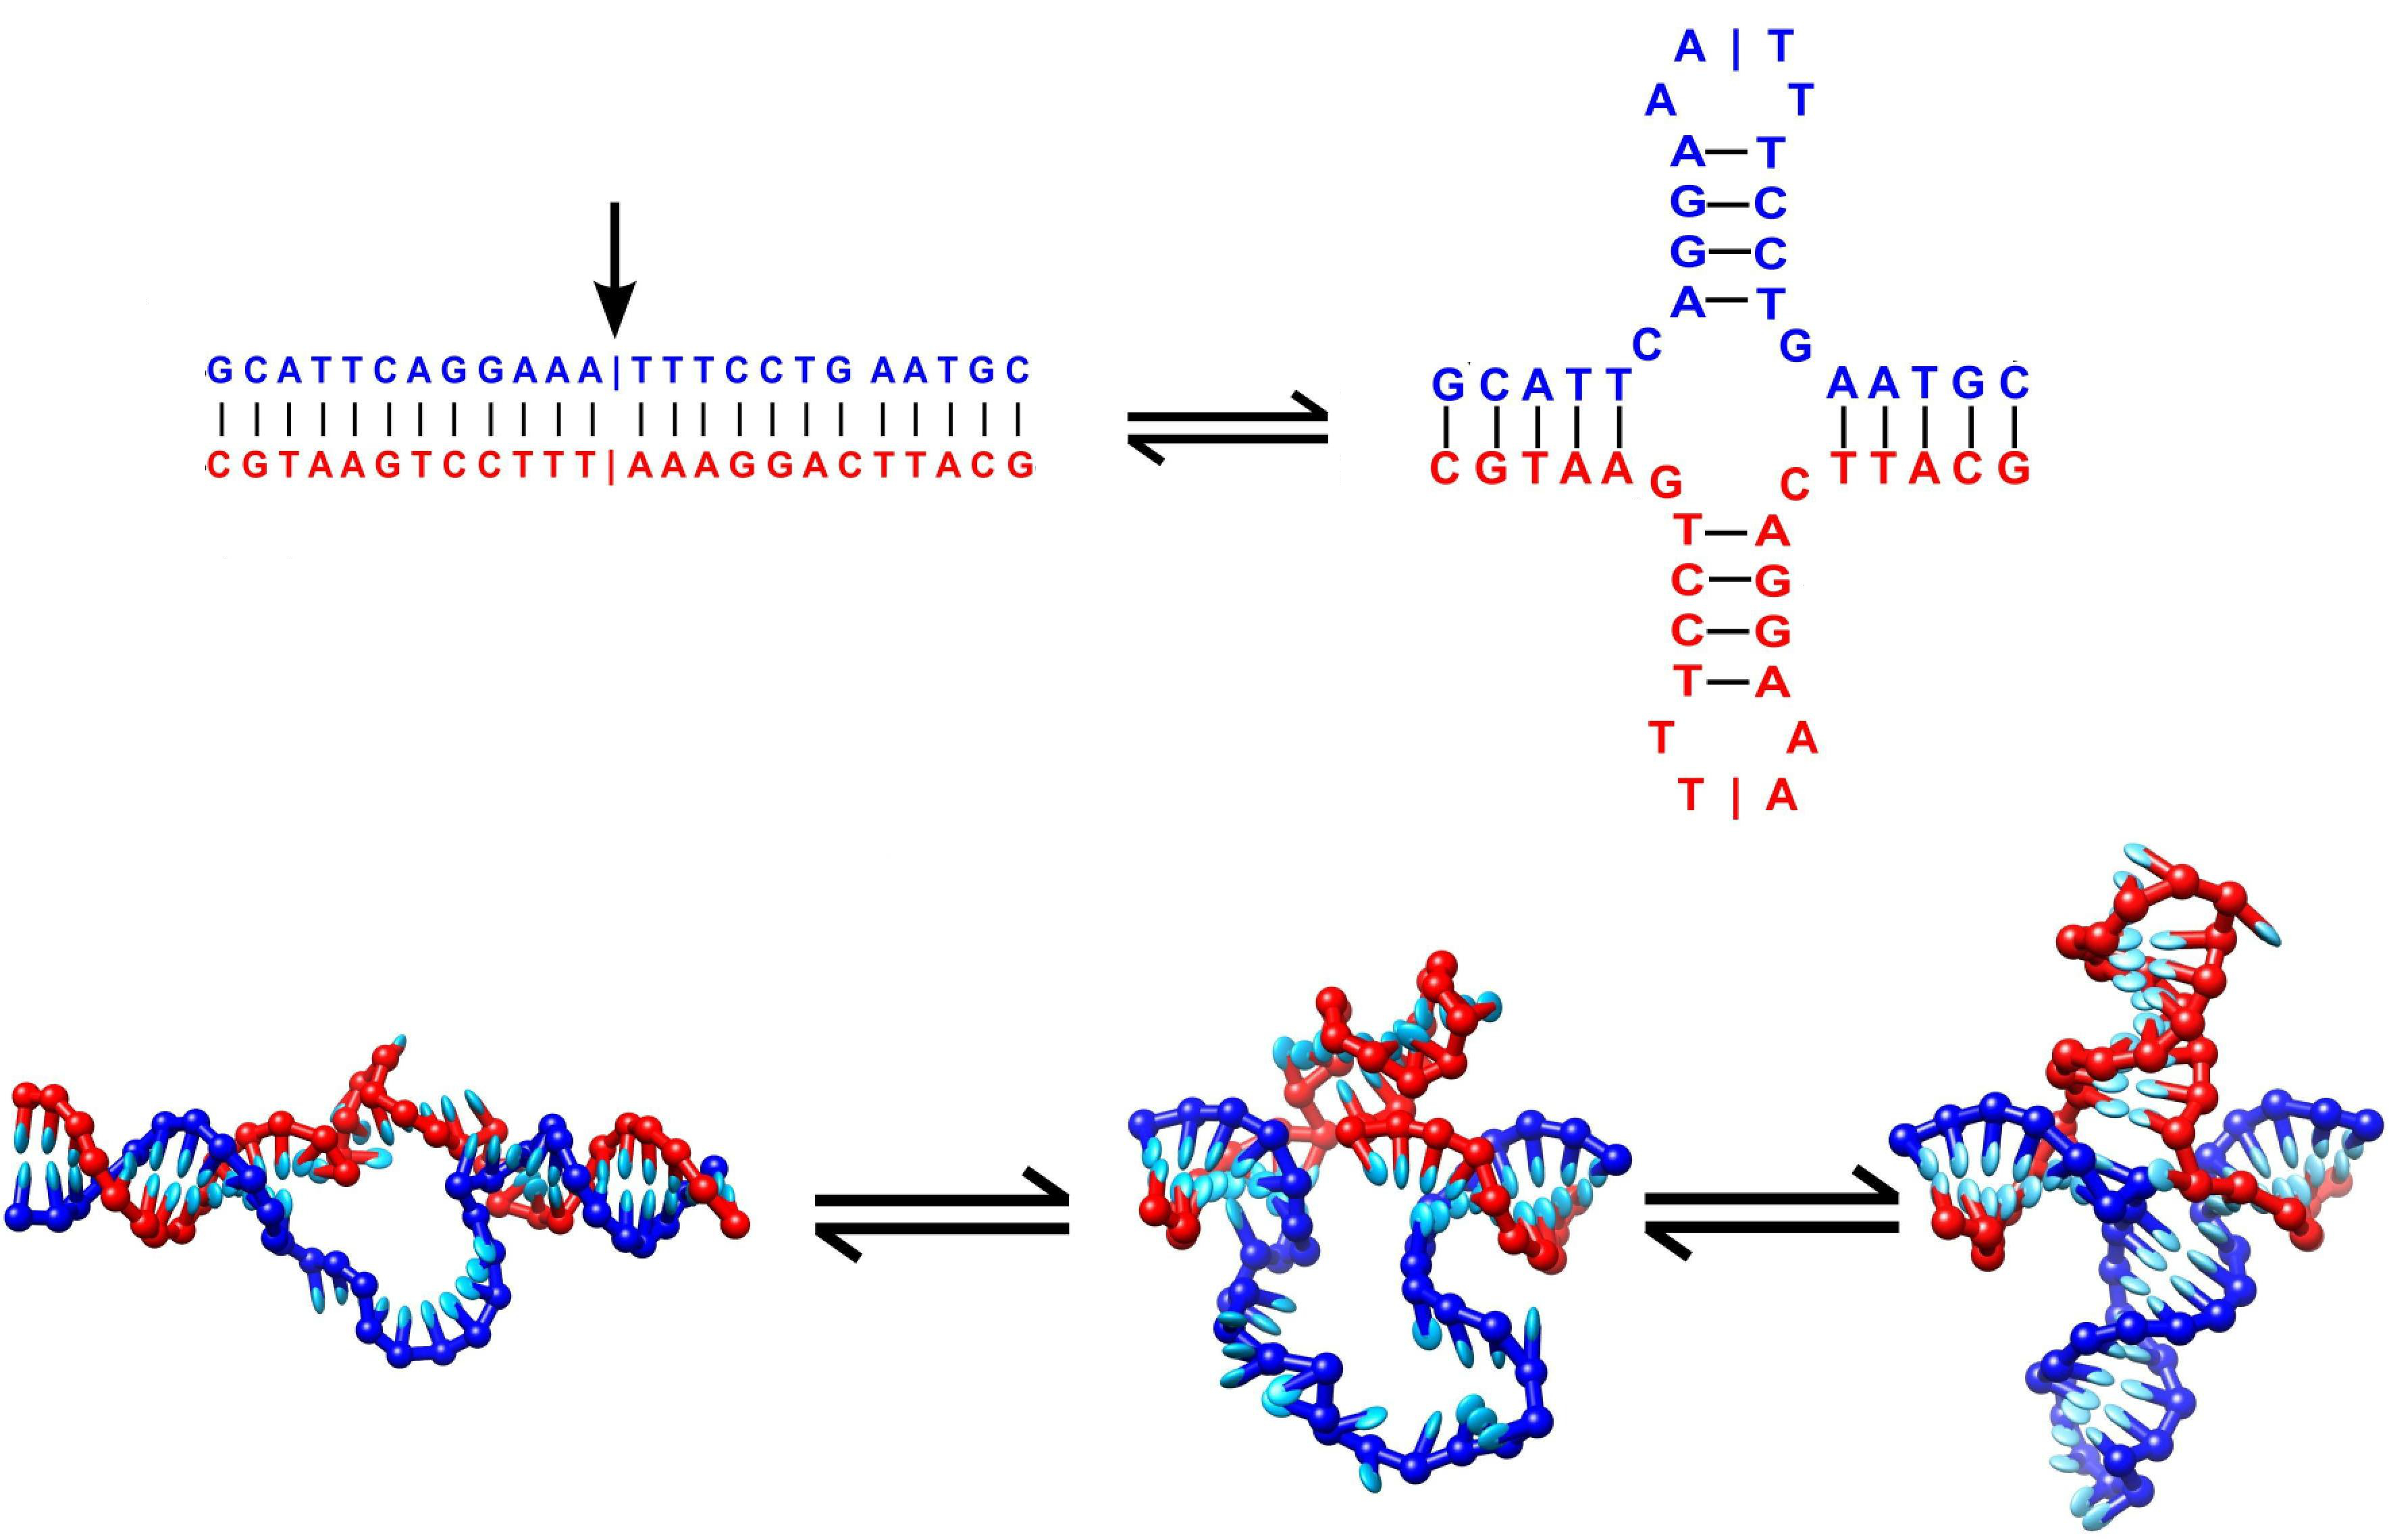 GCATTCAGGAAA|TTTCCTGAATGC
CGTAAGTCCTTT|AAAGGACTTACG
A | T
A T
A T
G C
G C
A T
C G
GCATT AATGC
CGTAA TTACG
G C
T A
C G
C G
T A
T A
T | A